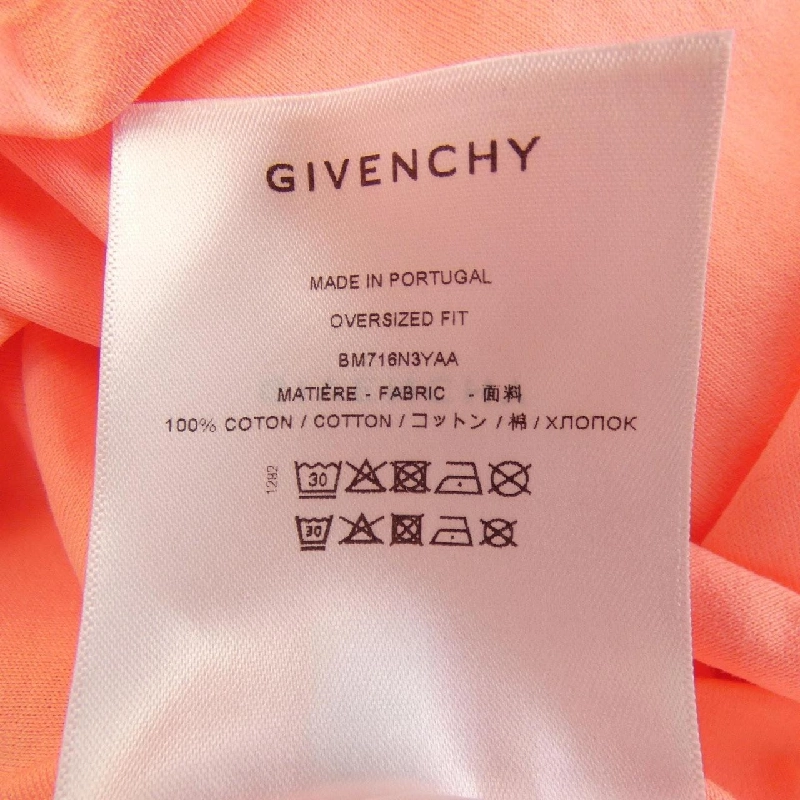 GIVENCHY
MADE IN PORTUGAL
OVERSIZED FIT
BM716N3YAA
MATIÈRE - FABRIC - 面料
100% COTON / COTTON / コットン / 棉 / ХЛОПОК
1282
30
30